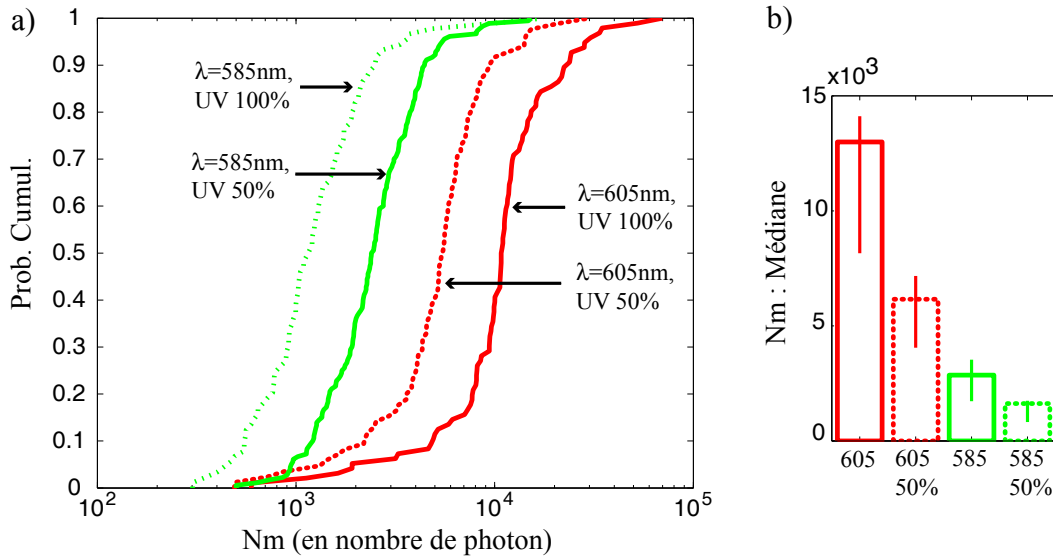 a)
Prob. Cumul.
1
0.9
0.8
0.7
0.6
0.5
0.4
0.3
0.2
0.1
0
λ=585nm,
UV 100%
λ=585nm,
UV 50%
λ=605nm,
UV 100%
λ=605nm,
UV 50%
10² 10³ 10⁴ 10⁵
Nm (en nombre de photon)
b)
x10³
Nm : Médiane
15
10
5
0
605 605 585 585
50% 50%